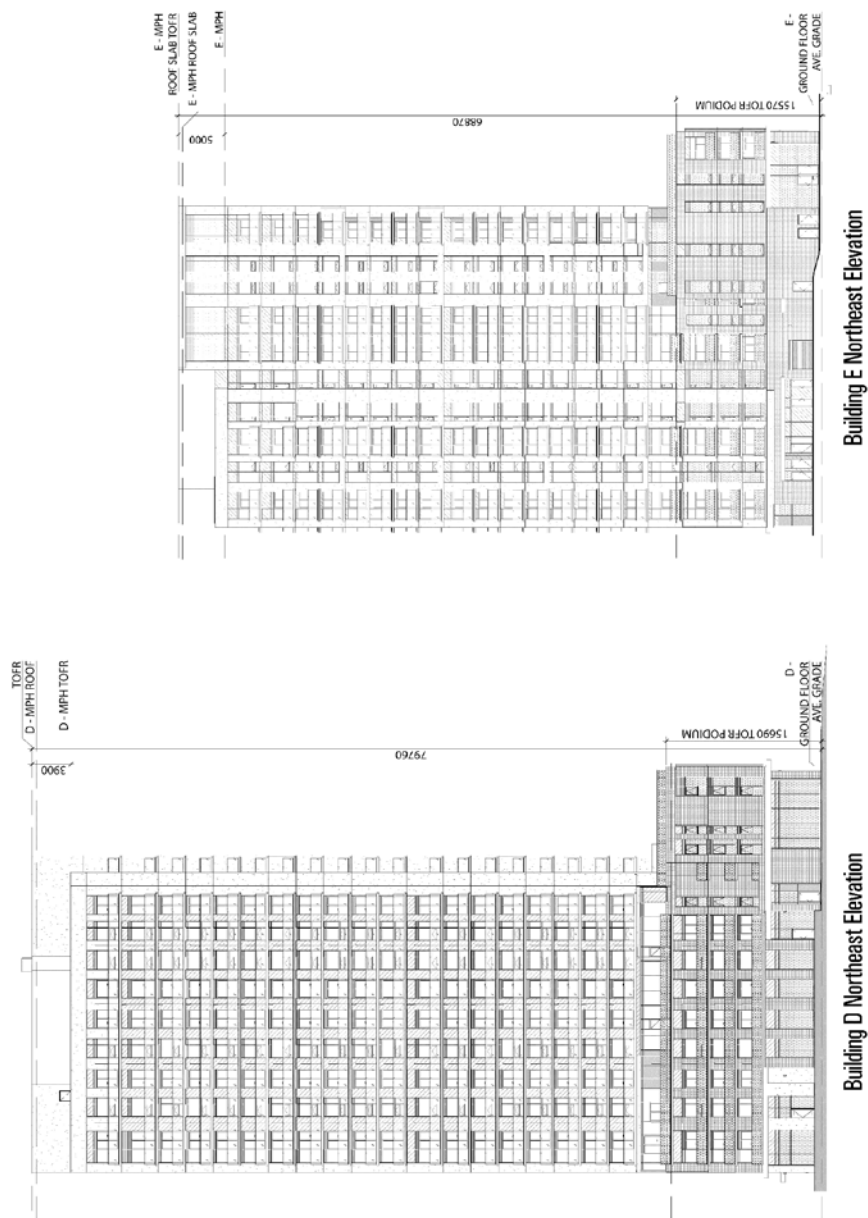 E - MPH
ROOF SLAB TOFR
E - MPH ROOF SLAB
E - MPH
5000
68870
15570 TOFR PODIUM
E -
GROUND FLOOR
AVE. GRADE
Building E Northeast Elevation
TOFR
D - MPH ROOF
D - MPH TOFR
3900
79760
15690 TOFR PODIUM
D -
GROUND FLOOR
AVE. GRADE
Building D Northeast Elevation